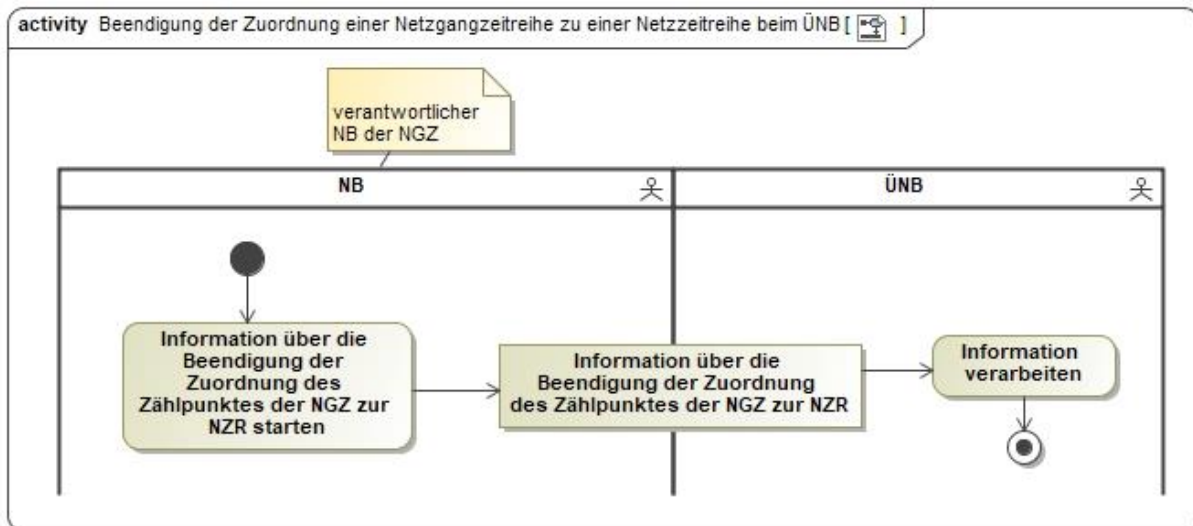 activity Beendigung der Zuordnung einer Netzgangzeitreihe zu einer Netzzeitreihe beim ÜNB [ ]
verantwortlicher
NB der NGZ
NB
ÜNB
Information über die
Beendigung der
Zuordnung des
Zählpunktes der NGZ zur
NZR starten
Information über die
Beendigung der Zuordnung
des Zählpunktes der NGZ zur NZR
Information
verarbeiten